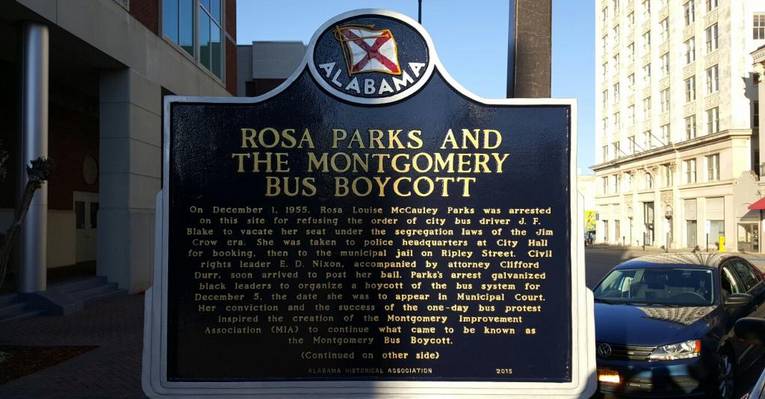 ALABAMA
ROSA PARKS AND
THE MONTGOMERY
BUS BOYCOTT
On December 1, 1955, Rosa Louise McCauley Parks was arrested
on this site for refusing the order of city bus driver J. F.
Blake to vacate her seat under the segregation laws of the Jim
Crow era. She was taken to police headquarters at City Hall
for booking, then to the municipal jail on Ripley Street. Civil
rights leader E. D. Nixon, accompanied by attorney Clifford
Durr, soon arrived to post her bail. Parks's arrest galvanized
black leaders to organize a boycott of the bus system for
December 5, the date she was to appear in Municipal Court.
Her conviction and the success of the one-day bus protest
inspired the creation of the Montgomery Improvement
Association (MIA) to continue what came to be known as
the Montgomery Bus Boycott.
(Continued on other side)
ALABAMA HISTORICAL ASSOCIATION 2015